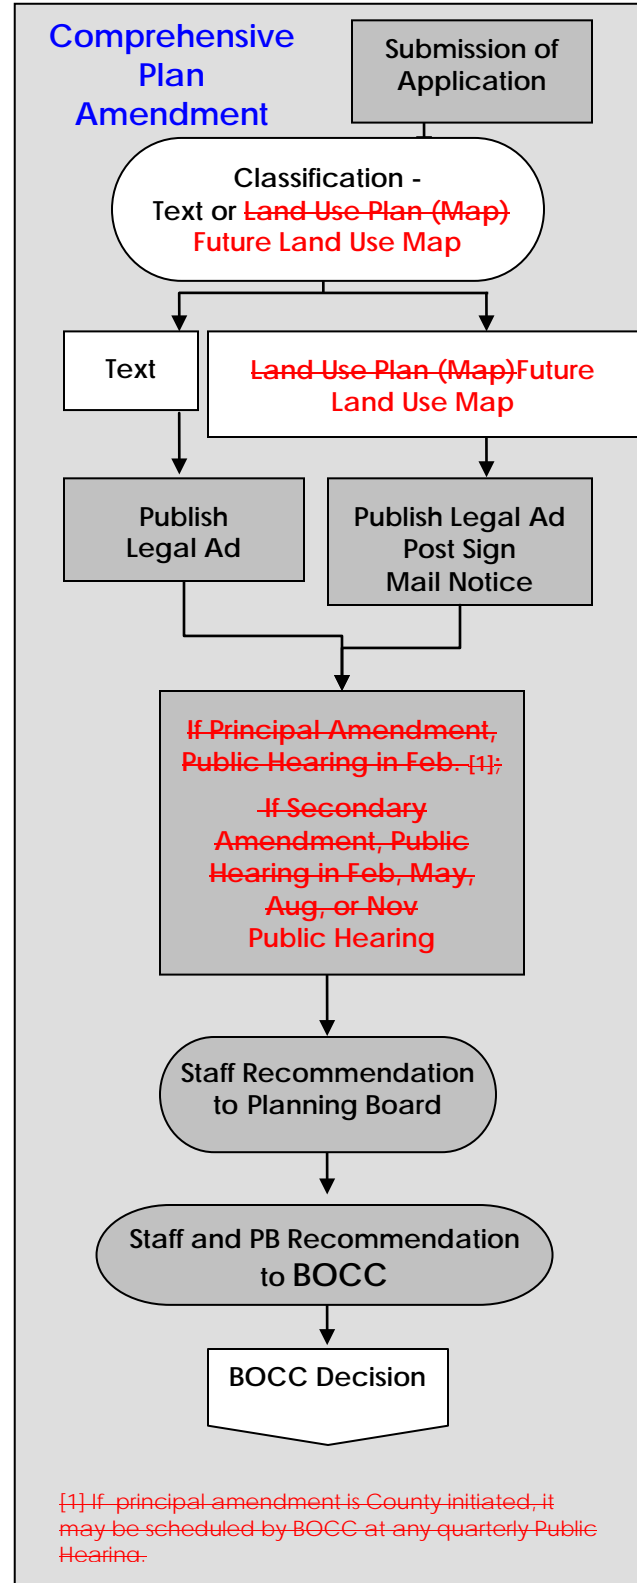 Comprehensive
Plan
Amendment
Submission of
Application
Classification -
Text or Land Use Plan (Map)
Future Land Use Map
Text
Land Use Plan (Map)Future
Land Use Map
Publish
Legal Ad
Publish Legal Ad
Post Sign
Mail Notice
If Principal Amendment,
Public Hearing in Feb. [1];
If Secondary
Amendment, Public
Hearing in Feb, May,
Aug, or Nov
Public Hearing
Staff Recommendation
to Planning Board
Staff and PB Recommendation
to BOCC
BOCC Decision
[1] If principal amendment is County initiated, it
may be scheduled by BOCC at any quarterly Public
Hearing.